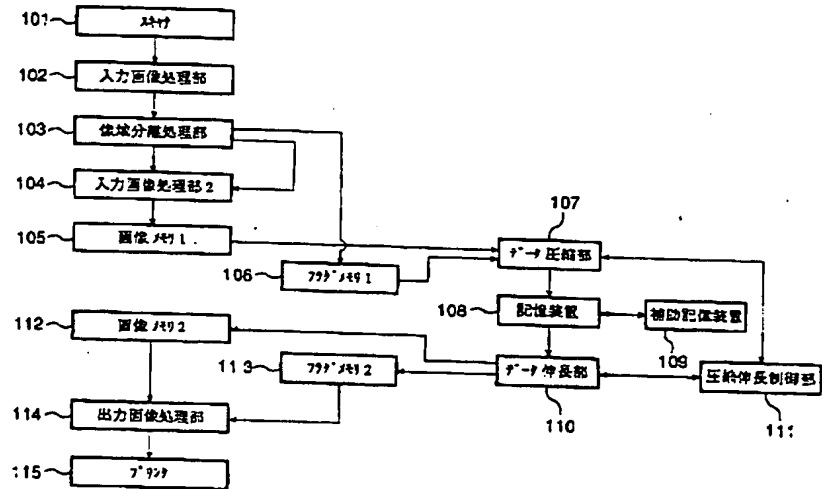 101
スキャナ
102
入力画像処理部
103
像域分離処理部
104
入力画像処理部2
105
画像メモリ1
106
フラグメモリ1
107
データ圧縮部
108
記憶装置
補助記憶装置
109
112
画像メモリ2
113
フラグメモリ2
データ伸長部
110
圧縮伸長制御部
111
114
出力画像処理部
115
プリンタ